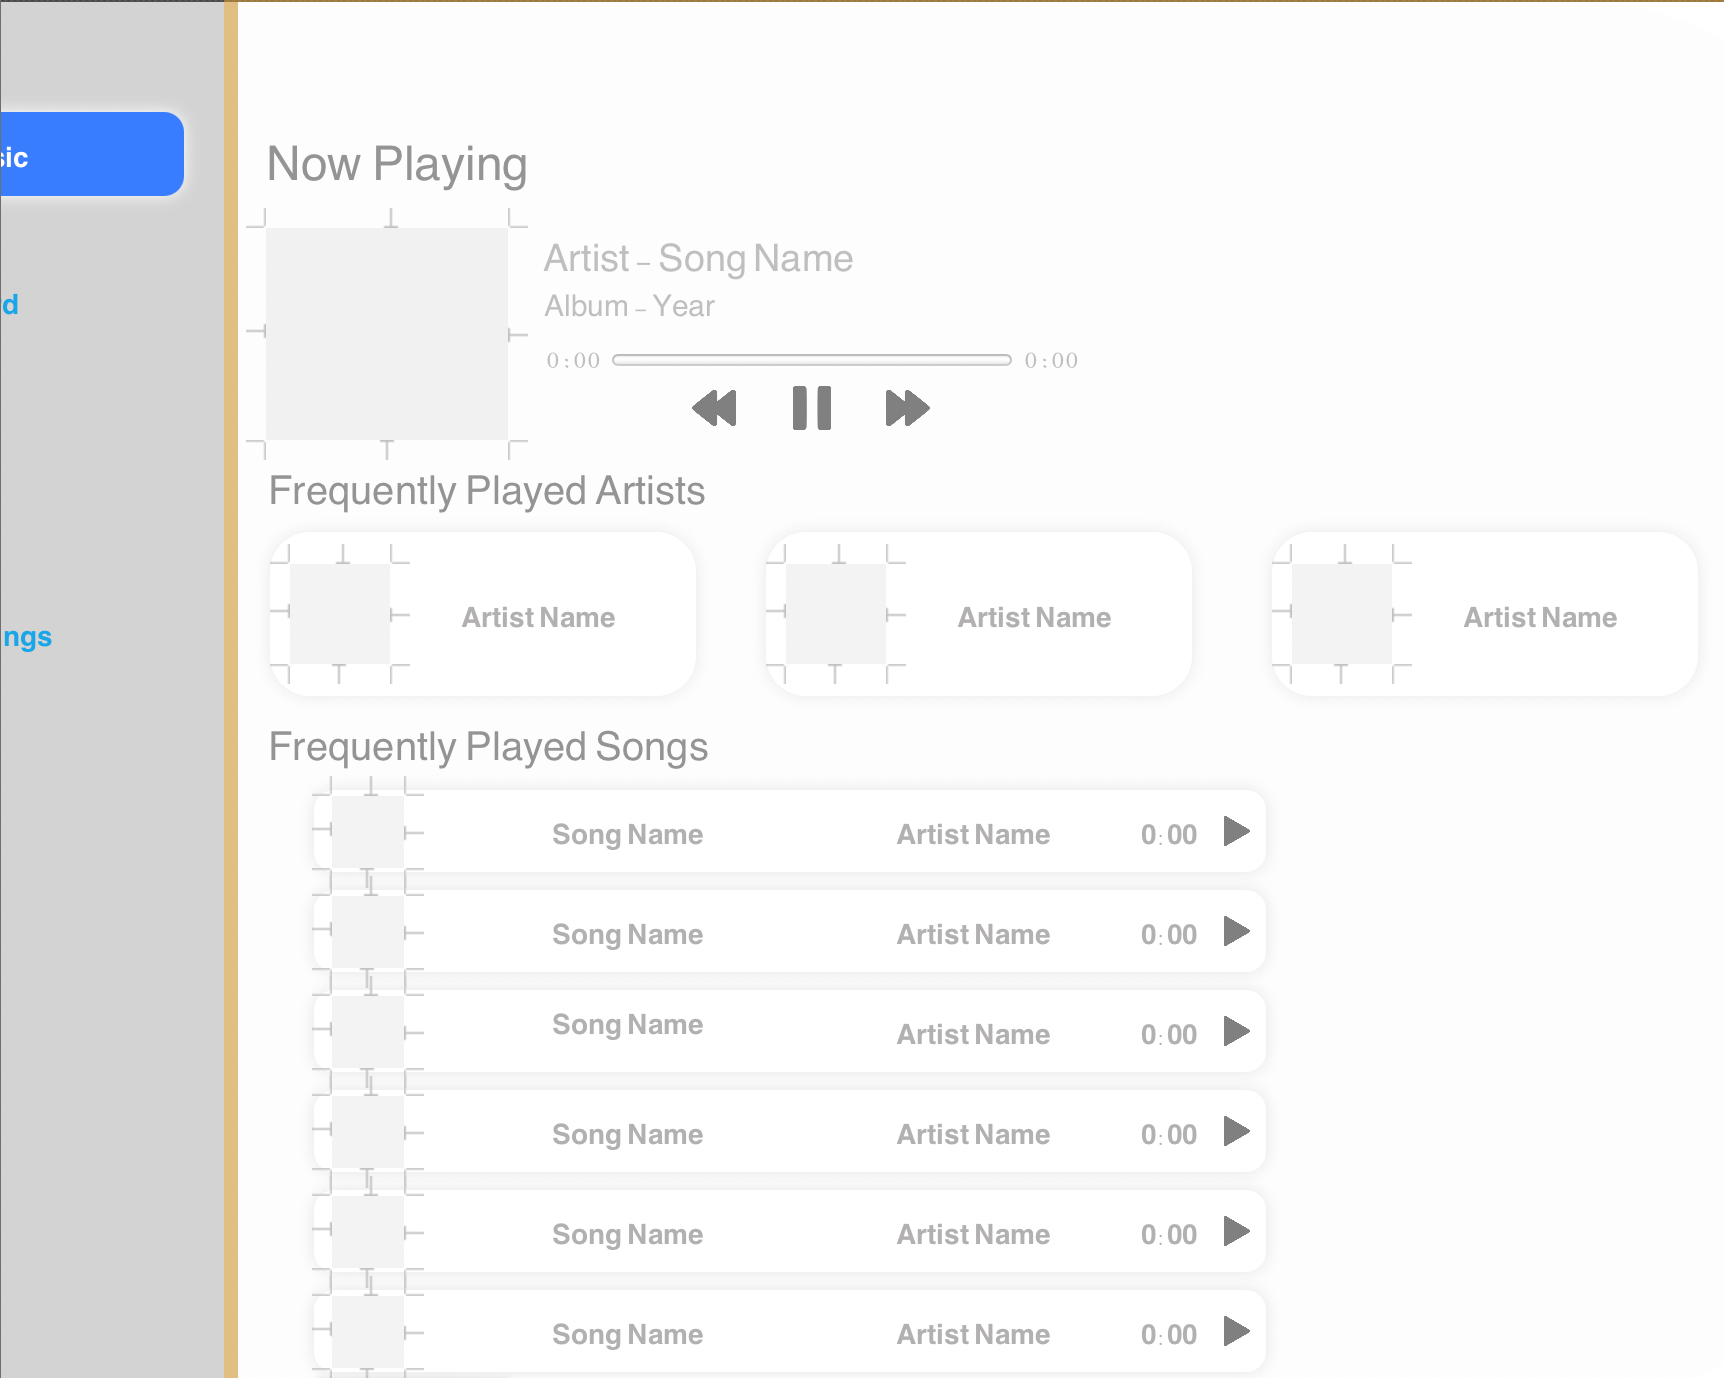 sic
d
ngs
Now Playing
Artist – Song Name
Album – Year
0:00 0:00
Frequently Played Artists
Artist Name Artist Name Artist Name
Frequently Played Songs
Song Name Artist Name 0:00
Song Name Artist Name 0:00
Song Name Artist Name 0:00
Song Name Artist Name 0:00
Song Name Artist Name 0:00
Song Name Artist Name 0:00